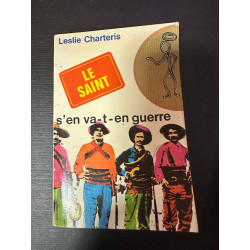 Leslie Charteris
LE
SAINT
s'en va-t-en guerre